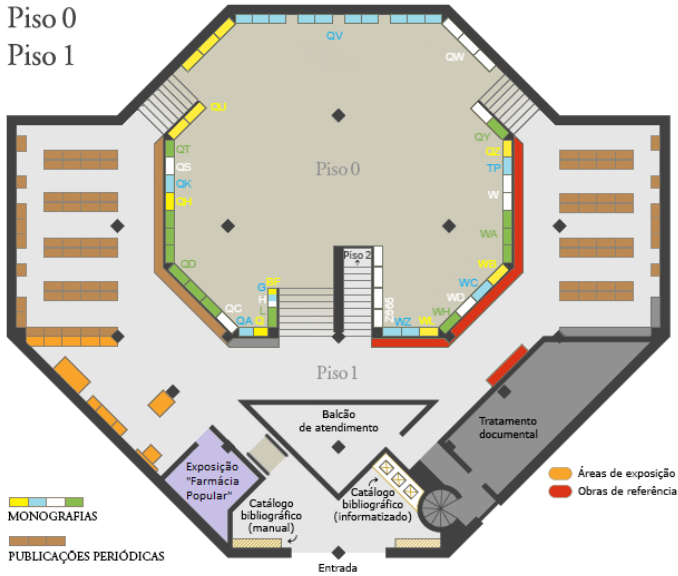 Piso 0
Piso 1
QV
QW
QU
QY
QT
QZ
QS
TP
QK
Piso 0
W
QH
WA
QD
WB
Piso 2
BF
G
WC
H
WD
QC
L
Z665
WH
QA
Q
WZ
WL
Piso 1
Balcão
de atendimento
Tratamento
documental
Exposição
"Farmácia
Popular"
Áreas de exposição
Obras de referência
Catálogo
bibliográfico
(manual)
Catálogo
bibliográfico
(informatizado)
MONOGRAFIAS
PUBLICAÇÕES PERIÓDICAS
Entrada